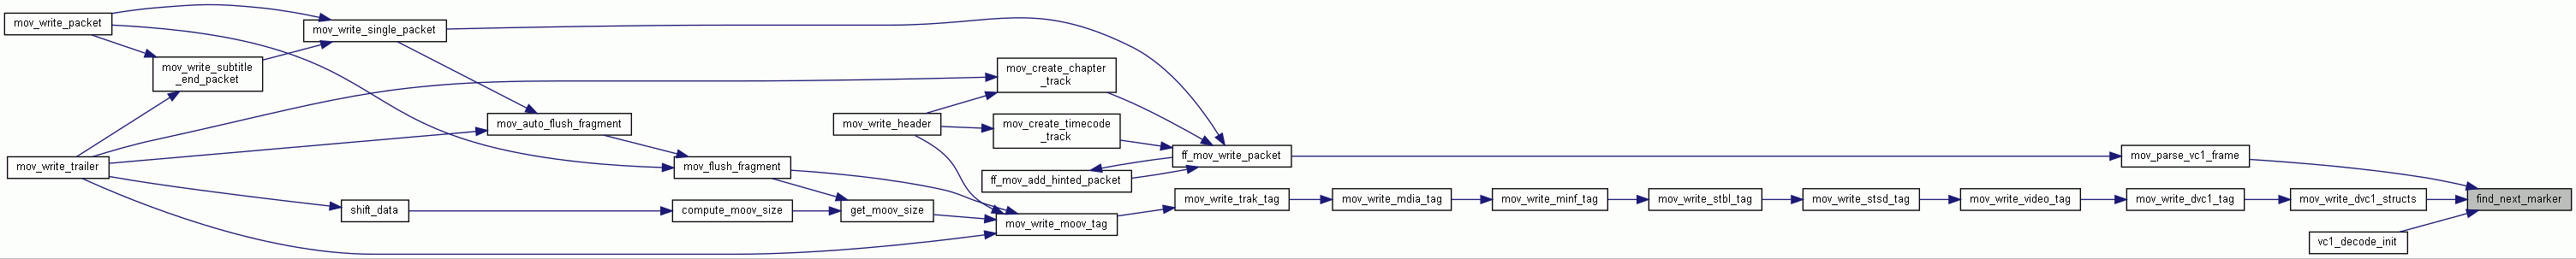 mov_write_packet
mov_write_single_packet
mov_write_subtitle
_end_packet
mov_create_chapter
_track
mov_auto_flush_fragment
mov_write_header
mov_create_timecode
_track
mov_write_trailer
mov_flush_fragment
ff_mov_write_packet
mov_parse_vc1_frame
ff_mov_add_hinted_packet
shift_data
compute_moov_size
get_moov_size
mov_write_moov_tag
mov_write_trak_tag
mov_write_mdia_tag
mov_write_minf_tag
mov_write_stbl_tag
mov_write_stsd_tag
mov_write_video_tag
mov_write_dvc1_tag
mov_write_dvc1_structs
find_next_marker
vc1_decode_init